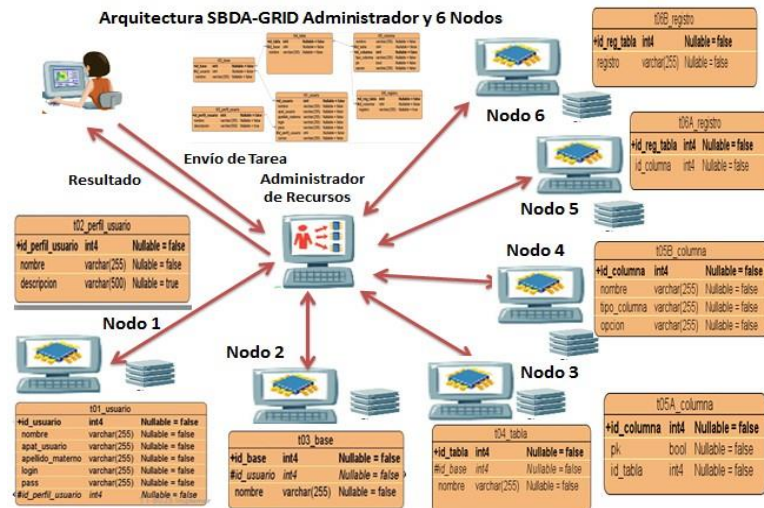 Arquitectura SBDA-GRID Administrador y 6 Nodos
Envío de Tarea
Resultado
Administrador
de Recursos
Nodo 6
t06B_registro
+id_reg_tabla int4 Nullable = false
registro varchar(255) Nullable = false
Nodo 5
t06A_registro
+id_reg_tabla int4 Nullable = false
id_columna int4 Nullable = false
Nodo 4
t05B_columna
+id_columna int4 Nullable = false
nombre varchar(255) Nullable = false
tipo_columna varchar(255) Nullable = false
opcion varchar(255) Nullable = false
t02_perfil_usuario
+id_perfil_usuario int4 Nullable = false
nombre varchar(255) Nullable = false
descripcion varchar(500) Nullable = true
Nodo 1
t01_usuario
+id_usuario int4 Nullable = false
nombre varchar(255) Nullable = false
apat_usuario varchar(255) Nullable = false
apellido_materno varchar(255) Nullable = false
login varchar(255) Nullable = false
pass varchar(255) Nullable = false
#id_perfil_usuario int4 Nullable = false
Nodo 2
t03_base
+id_base int4 Nullable = false
#id_usuario int4 Nullable = false
nombre varchar(255) Nullable = false
Nodo 3
t04_tabla
+id_tabla int4 Nullable = false
#id_base int4 Nullable = false
nombre varchar(255) Nullable = false
t05A_columna
+id_columna int4 Nullable = false
pk bool Nullable = false
id_tabla int4 Nullable = false